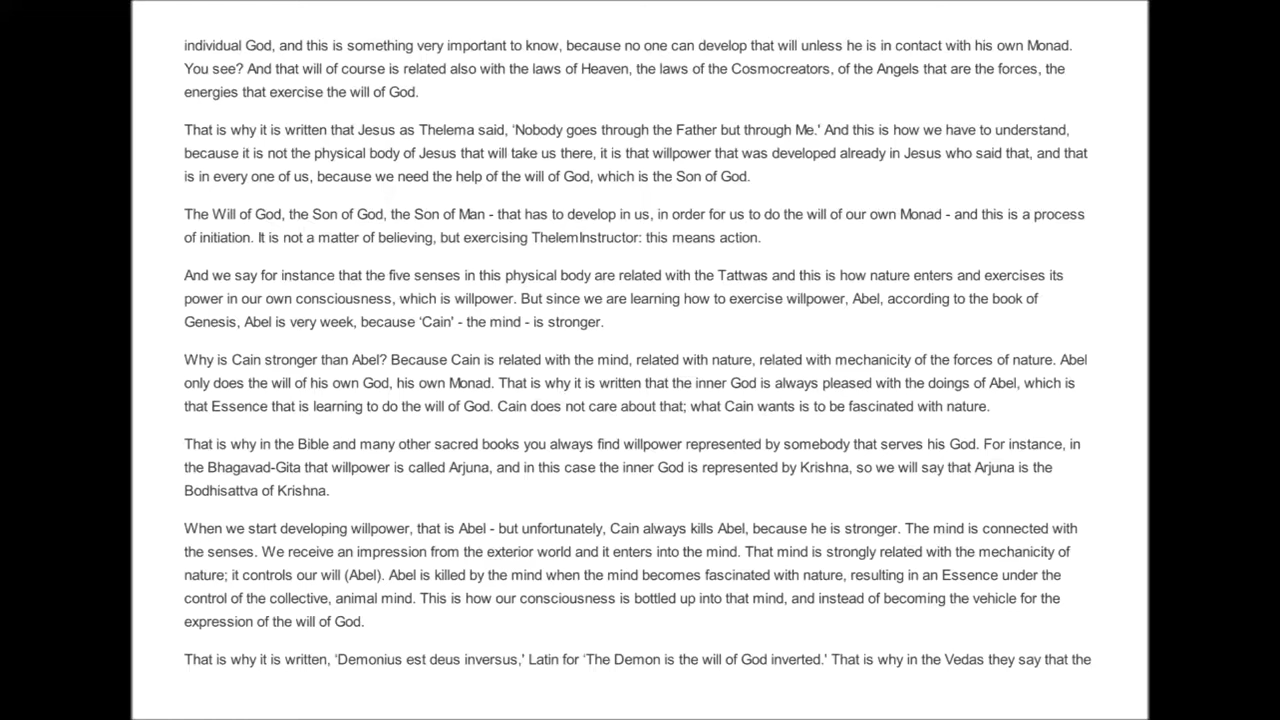 individual God, and this is something very important to know, because no one can develop that will unless he is in contact with his own Monad.
You see? And that will of course is related also with the laws of Heaven, the laws of the Cosmocreators, of the Angels that are the forces, the
energies that exercise the will of God.
That is why it is written that Jesus as Thelema said, ‘Nobody goes through the Father but through Me.' And this is how we have to understand,
because it is not the physical body of Jesus that will take us there, it is that willpower that was developed already in Jesus who said that, and that
is in every one of us, because we need the help of the will of God, which is the Son of God.
The Will of God, the Son of God, the Son of Man - that has to develop in us, in order for us to do the will of our own Monad - and this is a process
of initiation. It is not a matter of believing, but exercising ThelemInstructor: this means action.
And we say for instance that the five senses in this physical body are related with the Tattwas and this is how nature enters and exercises its
power in our own consciousness, which is willpower. But since we are learning how to exercise willpower, Abel, according to the book of
Genesis, Abel is very week, because ‘Cain' - the mind - is stronger.
Why is Cain stronger than Abel? Because Cain is related with the mind, related with nature, related with mechanicity of the forces of nature. Abel
only does the will of his own God, his own Monad. That is why it is written that the inner God is always pleased with the doings of Abel, which is
that Essence that is learning to do the will of God. Cain does not care about that; what Cain wants is to be fascinated with nature.
That is why in the Bible and many other sacred books you always find willpower represented by somebody that serves his God. For instance, in
the Bhagavad-Gita that willpower is called Arjuna, and in this case the inner God is represented by Krishna, so we will say that Arjuna is the
Bodhisattva of Krishna.
When we start developing willpower, that is Abel - but unfortunately, Cain always kills Abel, because he is stronger. The mind is connected with
the senses. We receive an impression from the exterior world and it enters into the mind. That mind is strongly related with the mechanicity of
nature; it controls our will (Abel). Abel is killed by the mind when the mind becomes fascinated with nature, resulting in an Essence under the
control of the collective, animal mind. This is how our consciousness is bottled up into that mind, and instead of becoming the vehicle for the
expression of the will of God.
That is why it is written, ‘Demonius est deus inversus,' Latin for ‘The Demon is the will of God inverted.' That is why in the Vedas they say that the